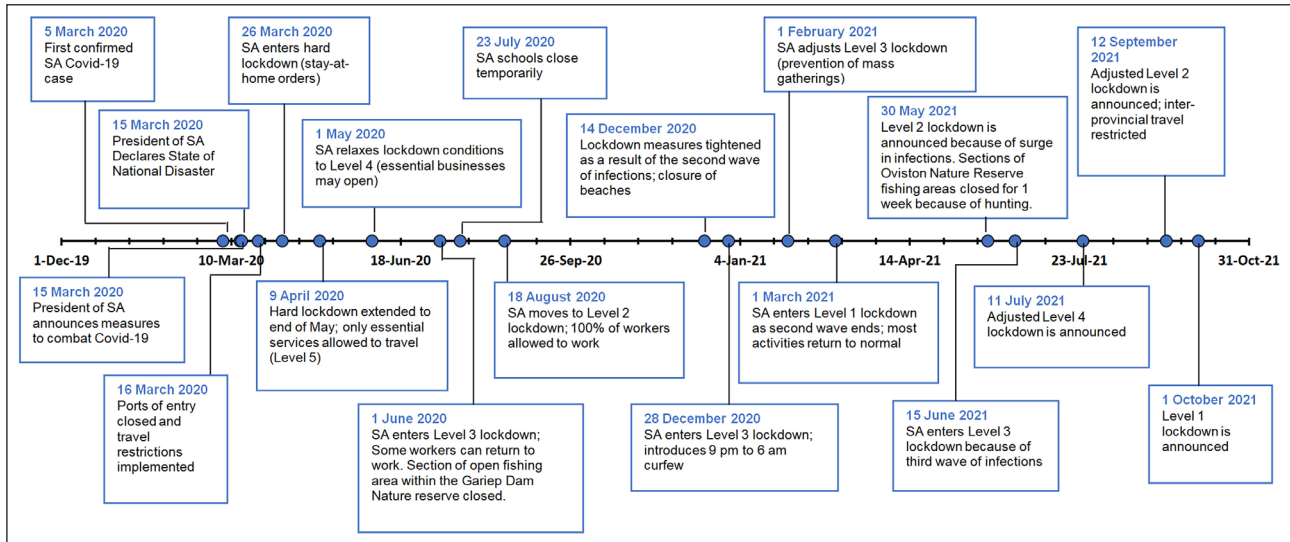 5 March 2020
First confirmed
SA Covid-19
case
26 March 2020
SA enters hard
lockdown (stay-at-
home orders)
23 July 2020
SA schools close
temporarily
1 February 2021
SA adjusts Level 3 lockdown
(prevention of mass
gatherings)
12 September
2021
Adjusted Level 2
lockdown is
announced; inter-
provincial travel
restricted
15 March 2020
President of SA
Declares State of
National Disaster
1 May 2020
SA relaxes lockdown conditions
to Level 4 (essential businesses
may open)
14 December 2020
Lockdown measures tightened
as a result of the second wave
of infections; closure of
beaches
30 May 2021
Level 2 lockdown is
announced because of surge
in infections. Sections of
Oviston Nature Reserve
fishing areas closed for 1
week because of hunting.
1-Dec-19
10-Mar-20
18-Jun-20
26-Sep-20
4-Jan-21
14-Apr-21
23-Jul-21
31-Oct-21
15 March 2020
President of SA
announces measures
to combat Covid-19
9 April 2020
Hard lockdown extended to
end of May; only essential
services allowed to travel
(Level 5)
18 August 2020
SA moves to Level 2
lockdown; 100% of workers
allowed to work
1 March 2021
SA enters Level 1 lockdown
as second wave ends; most
activities return to normal
11 July 2021
Adjusted Level 4
lockdown is announced
16 March 2020
Ports of entry
closed and
travel
restrictions
implemented
1 June 2020
SA enters Level 3 lockdown;
Some workers can return to
work. Section of open fishing
area within the Gariep Dam
Nature reserve closed.
28 December 2020
SA enters Level 3 lockdown;
introduces 9 pm to 6 am
curfew
15 June 2021
SA enters Level 3
lockdown because of
third wave of infections
1 October 2021
Level 1
lockdown is
announced